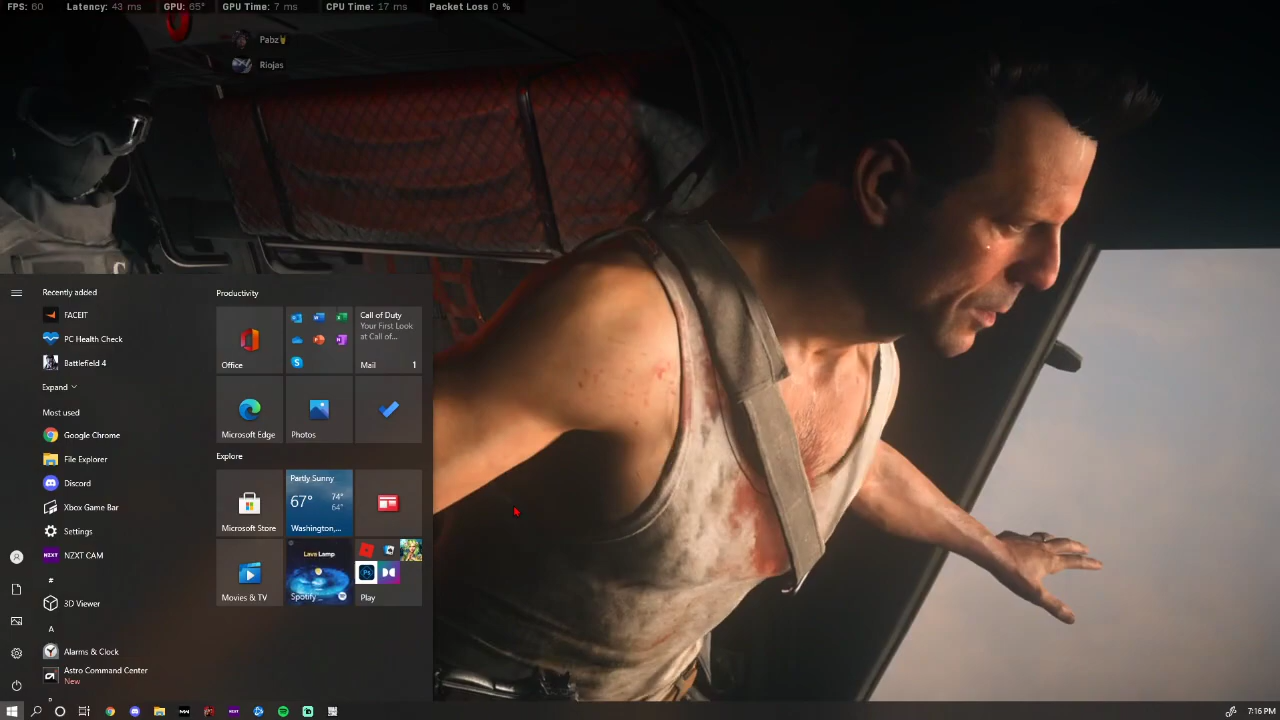 FPS: 60 Latency: 43 ms GPU: 65° GPU Time: 7 ms CPU Time: 17 ms Packet Loss 0 %
Pabz
Riojas
Recently added
FACEIT
PC Health Check
Battlefield 4
Expand
Most used
Google Chrome
File Explorer
Discord
Xbox Game Bar
Settings
NZXT CAM
#
3D Viewer
A
Alarms & Clock
Astro Command Center
New
Productivity
Office
Call of Duty
Your First Look
at Call of...
Mail 1
Microsoft Edge
Photos
Explore
Microsoft Store
Partly Sunny
67° 74°
64°
Washington,...
Movies & TV
Lava Lamp
Spotify
Play
7:16 PM